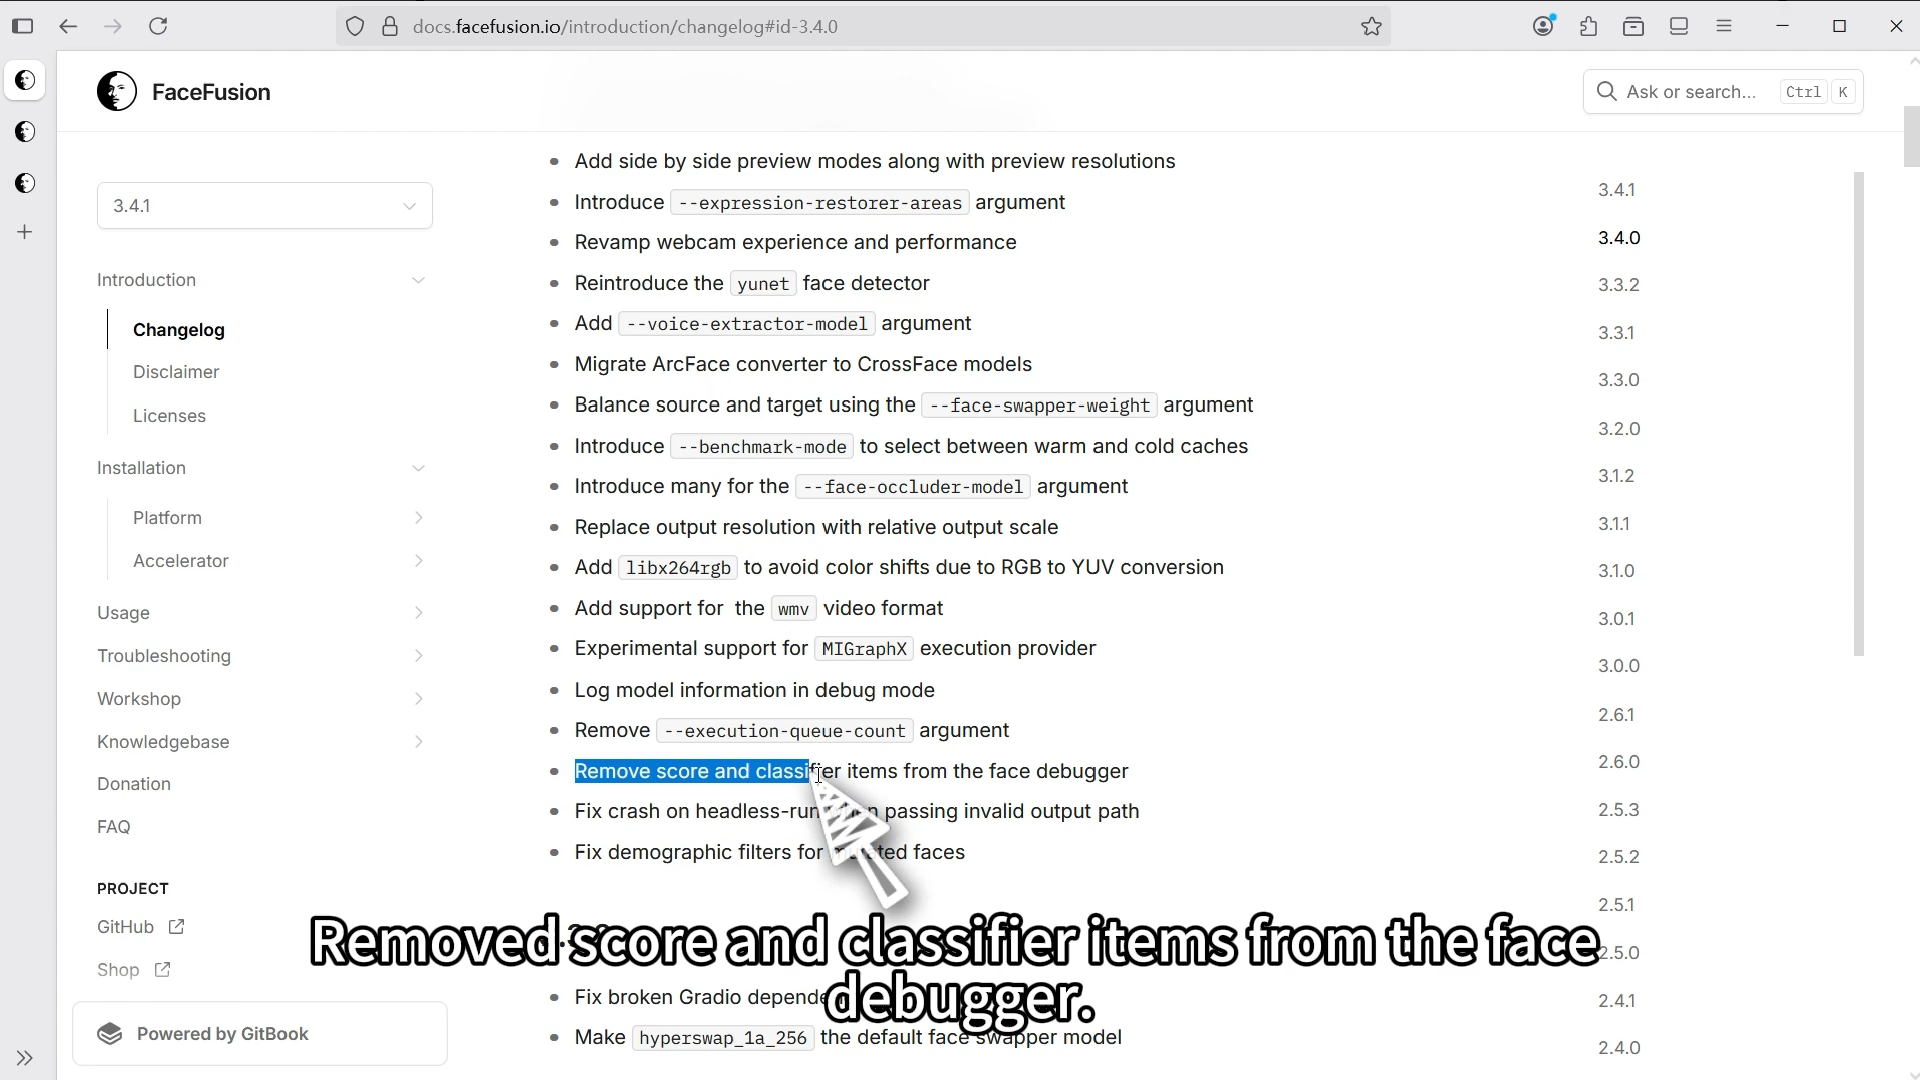 docs.facefusion.io/introduction/changelog#id-3.4.0
FaceFusion
Ask or search... Ctrl K
3.4.1
Introduction
Changelog
Disclaimer
Licenses
Installation
Platform
Accelerator
Usage
Troubleshooting
Workshop
Knowledgebase
Donation
FAQ
PROJECT
GitHub
Shop
Powered by GitBook
Add side by side preview modes along with preview resolutions
Introduce --expression-restorer-areas argument
Revamp webcam experience and performance
Reintroduce the yunet face detector
Add --voice-extractor-model argument
Migrate ArcFace converter to CrossFace models
Balance source and target using the --face-swapper-weight argument
Introduce --benchmark-mode to select between warm and cold caches
Introduce many for the --face-occluder-model argument
Replace output resolution with relative output scale
Add libx264rgb to avoid color shifts due to RGB to YUV conversion
Add support for the wmv video format
Experimental support for MIGraphX execution provider
Log model information in debug mode
Remove --execution-queue-count argument
Remove score and classifier items from the face debugger
Fix crash on headless-run when passing invalid output path
Fix demographic filters for faces
Fix broken Gradio
Make hyperswap_1a_256 the default face swapper model
3.4.1
3.4.0
3.3.2
3.3.1
3.3.0
3.2.0
3.1.2
3.1.1
3.1.0
3.0.1
3.0.0
2.6.1
2.6.0
2.5.3
2.5.2
2.5.1
2.5.0
2.4.1
2.4.0
Removed score and classifier items from the face
debugger.